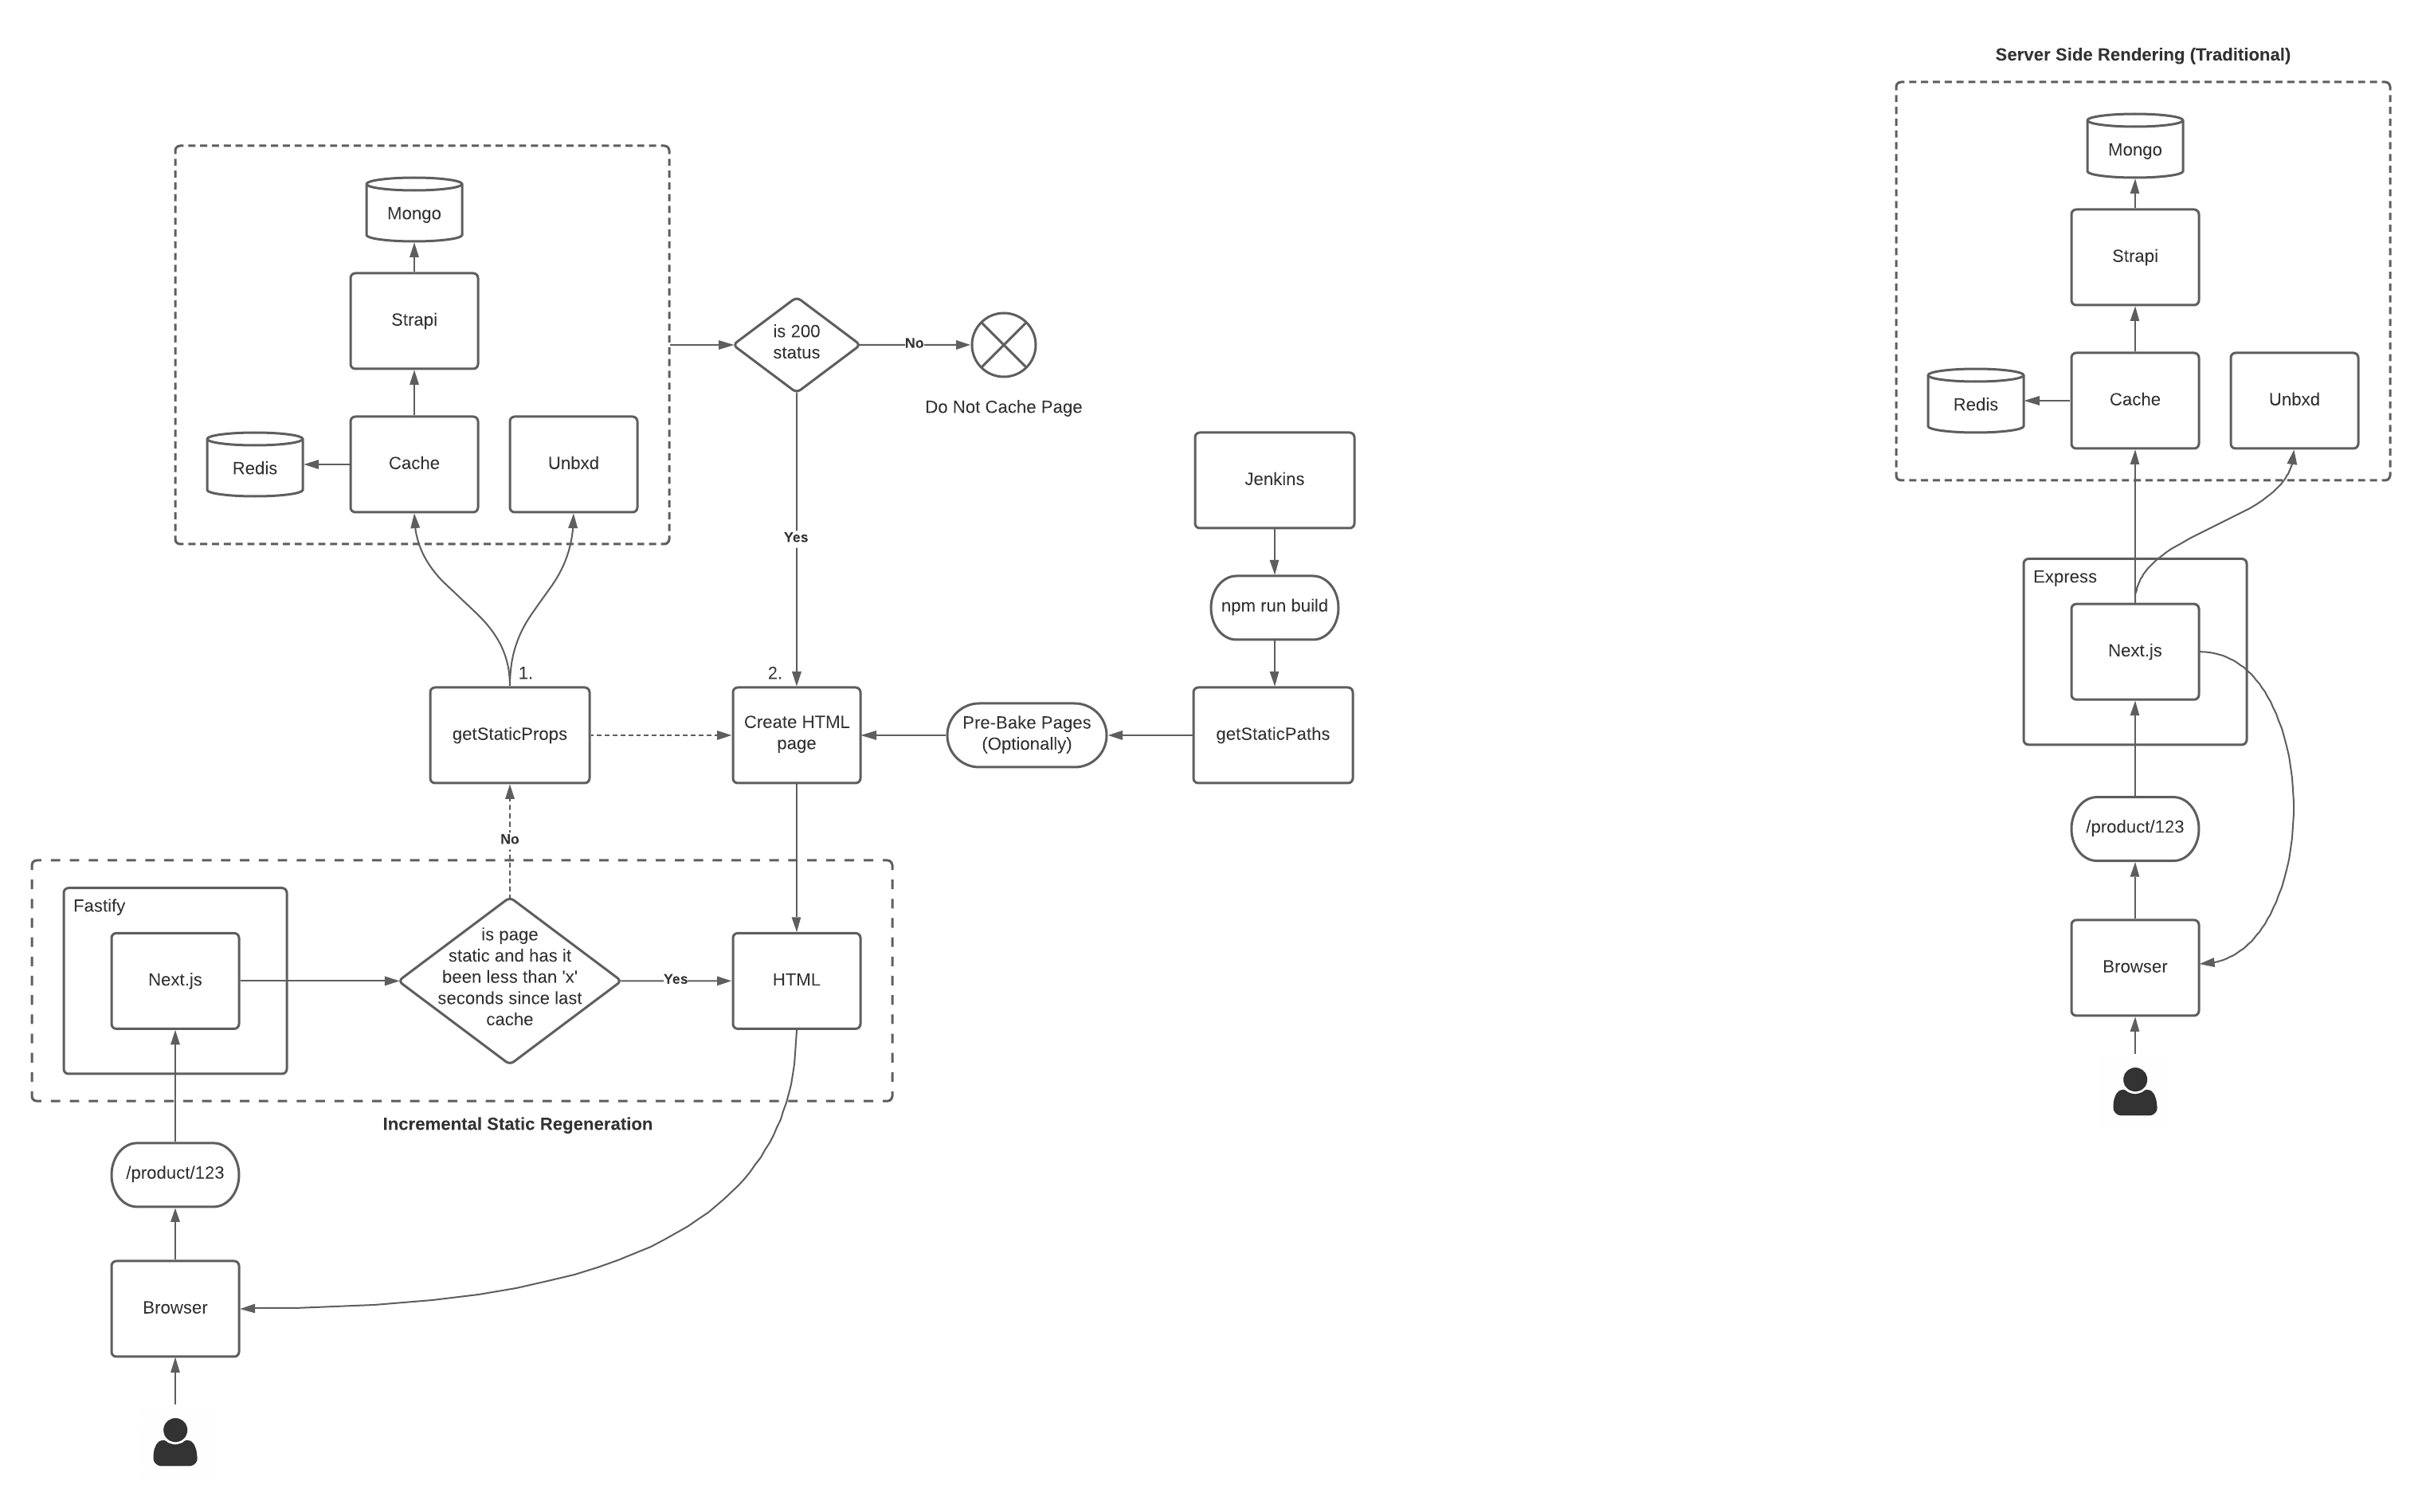 Server Side Rendering (Traditional)
Mongo
Strapi
Redis
Cache
Unbxd
is 200
status
No
Do Not Cache Page
Yes
Jenkins
npm run build
1.
getStaticProps
2.
Create HTML
page
Pre-Bake Pages
(Optionally)
getStaticPaths
No
Fastify
Next.js
is page
static and has it
been less than 'x'
seconds since last
cache
Yes
HTML
Incremental Static Regeneration
/product/123
Browser
Mongo
Strapi
Redis
Cache
Unbxd
Express
Next.js
/product/123
Browser